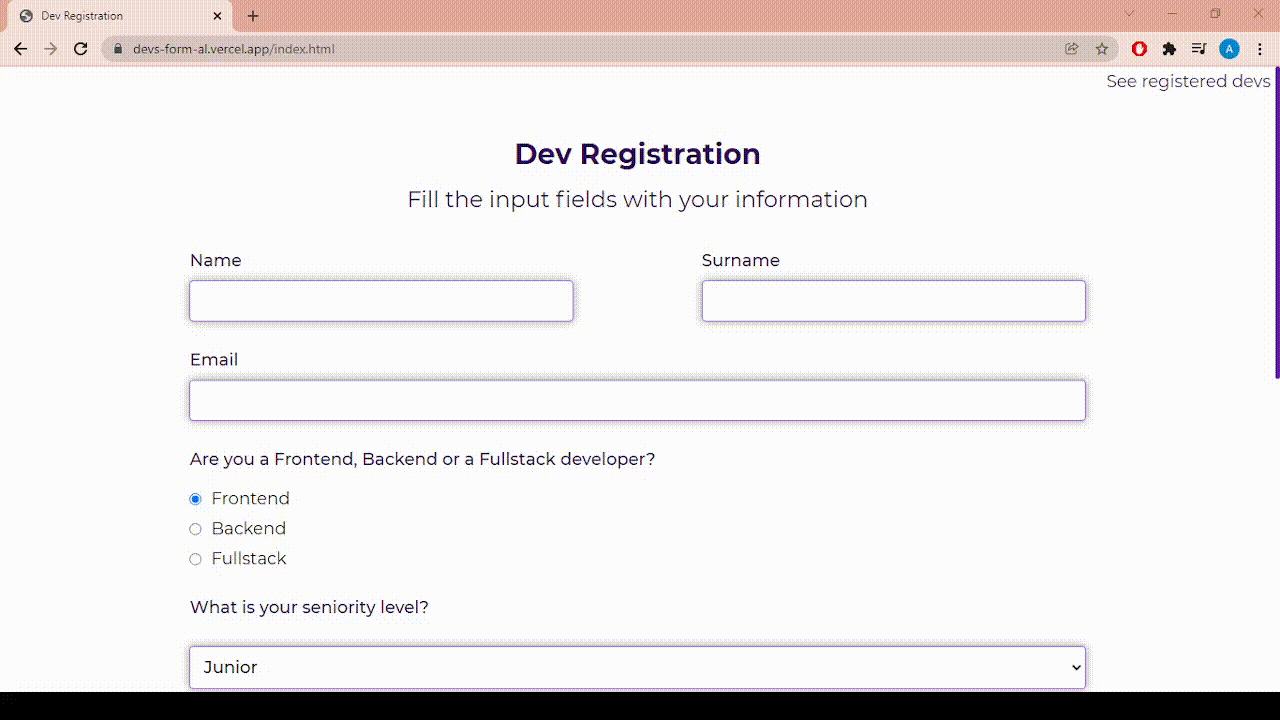 Dev Registration
devs-form-al.vercel.app/index.html
A
See registered devs
Dev Registration
Fill the input fields with your information
Name
Surname
Email
Are you a Frontend, Backend or a Fullstack developer?
Frontend
Backend
Fullstack
What is your seniority level?
Junior